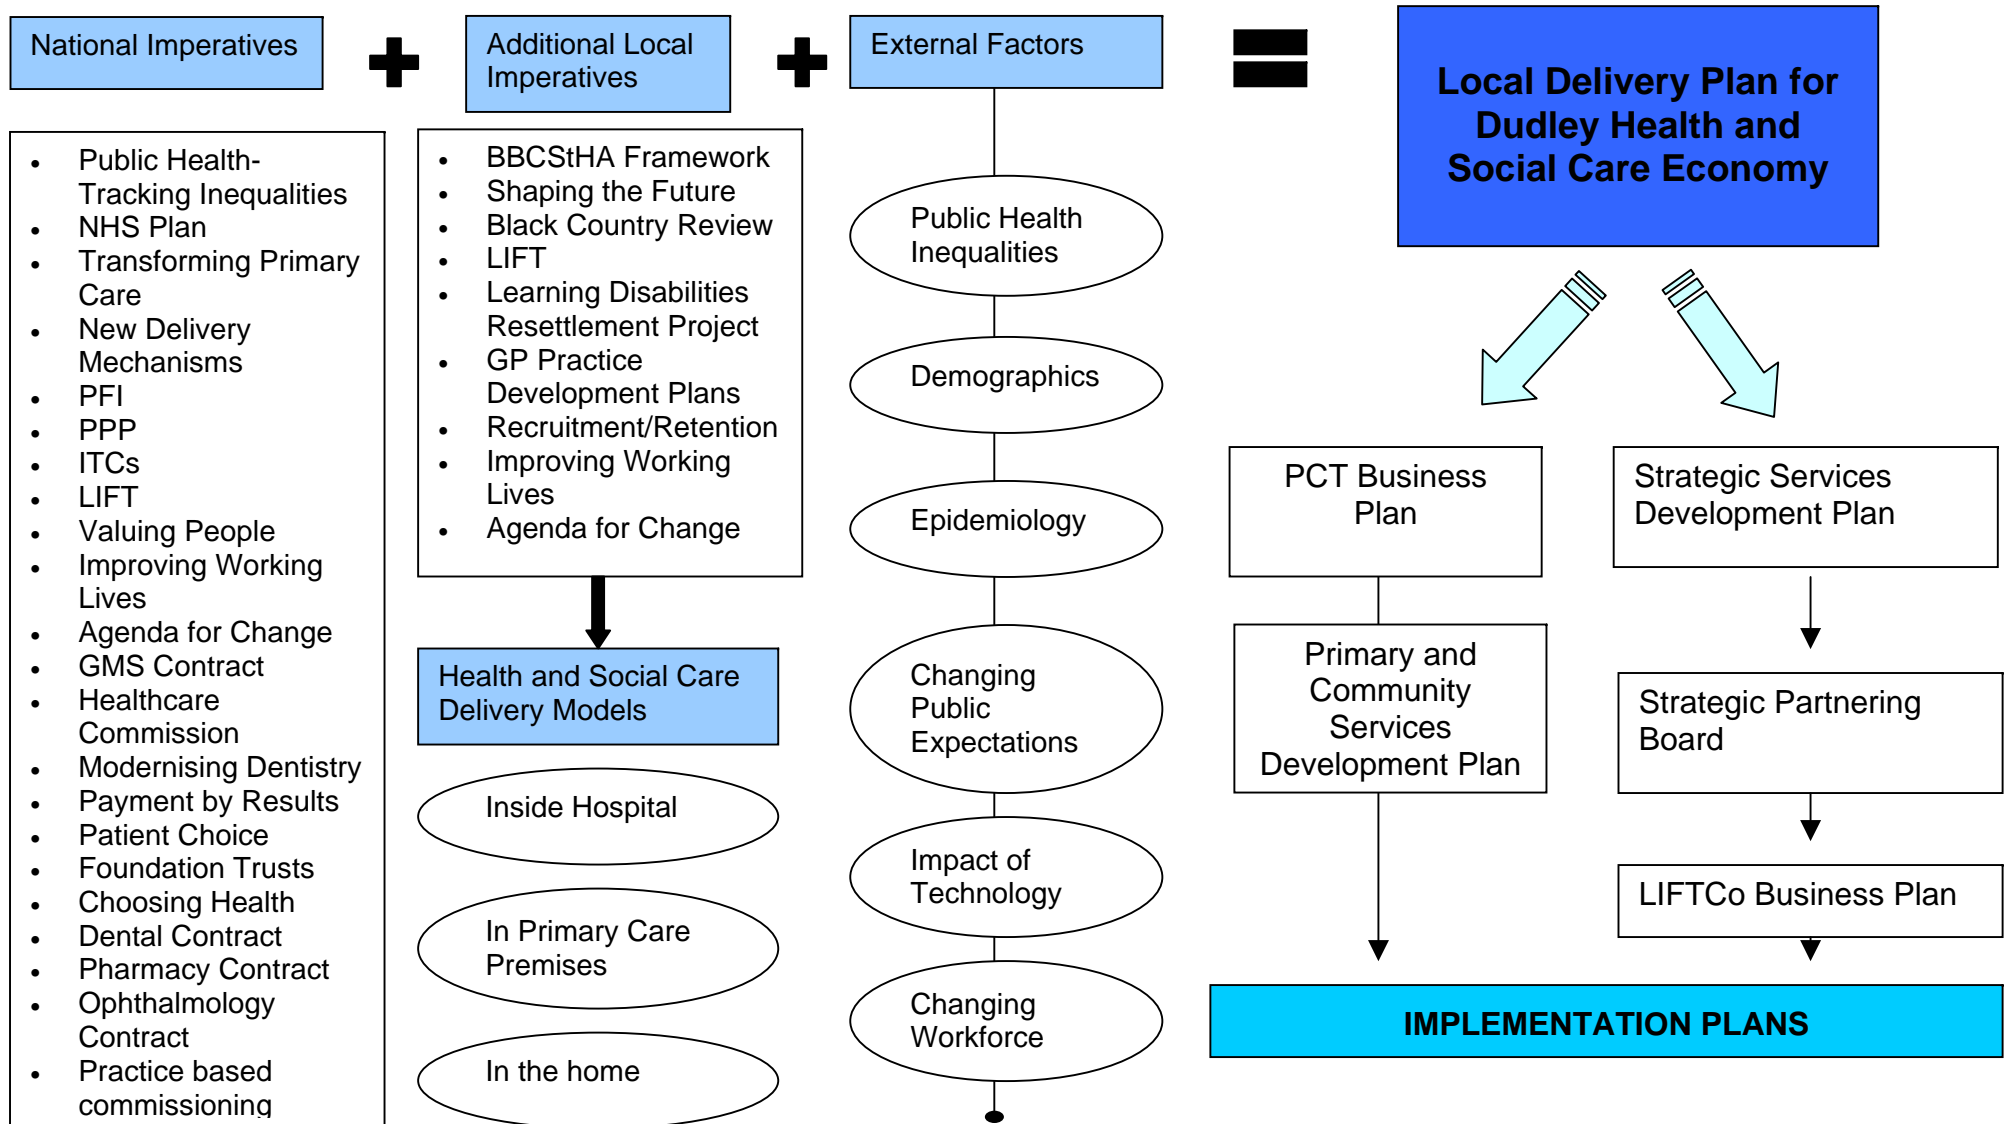 National Imperatives
Additional Local
Imperatives
External Factors
Local Delivery Plan for
Dudley Health and
Social Care Economy
• Public Health-
Tracking Inequalities
• NHS Plan
• Transforming Primary
Care
• New Delivery
Mechanisms
• PFI
• PPP
• ITCs
• LIFT
• Valuing People
• Improving Working
Lives
• Agenda for Change
• GMS Contract
• Healthcare
Commission
• Modernising Dentistry
• Payment by Results
• Patient Choice
• Foundation Trusts
• Choosing Health
• Dental Contract
• Pharmacy Contract
• Ophthalmology
Contract
• Practice based
commissioning
• BBCStHA Framework
• Shaping the Future
• Black Country Review
• LIFT
• Learning Disabilities
Resettlement Project
• GP Practice
Development Plans
• Recruitment/Retention
• Improving Working
Lives
• Agenda for Change
Health and Social Care
Delivery Models
Inside Hospital
In Primary Care
Premises
In the home
Public Health
Inequalities
Demographics
Epidemiology
Changing
Public
Expectations
Impact of
Technology
Changing
Workforce
PCT Business
Plan
Primary and
Community
Services
Development Plan
Strategic Services
Development Plan
Strategic Partnering
Board
LIFTCo Business Plan
IMPLEMENTATION PLANS